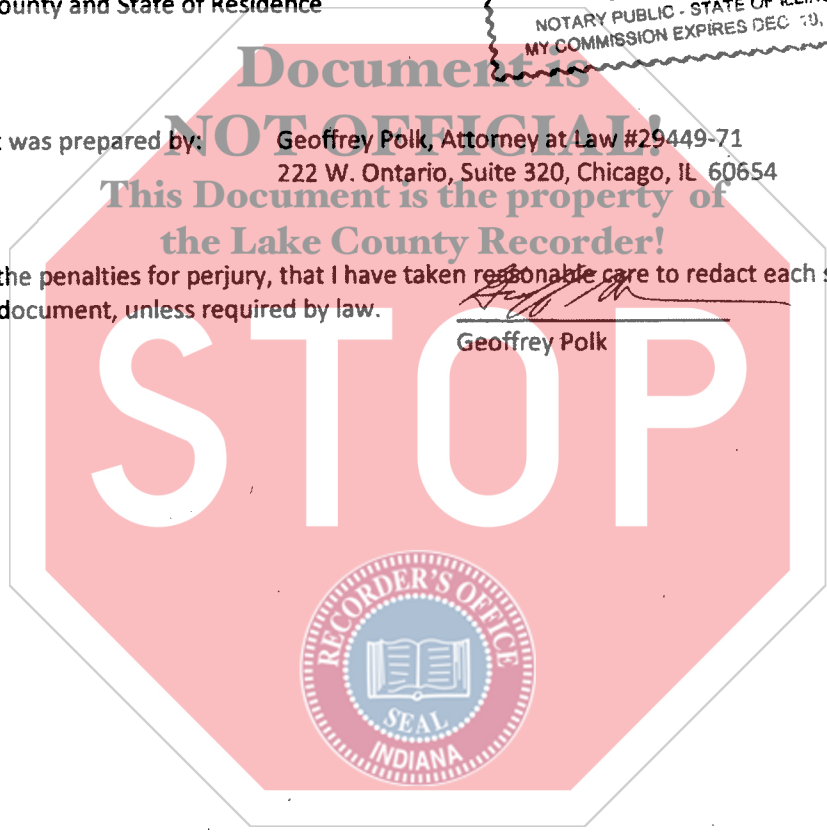 ounty and State of Residence
NOTARY PUBLIC - STATE OF ILLIN
MY COMMISSION EXPIRES DEC
Document is
NOT OFFICIAL!
This Document is the property of
the Lake County Recorder!
was prepared by:
Geoffrey Polk, Attorney at Law #29449-71
222 W. Ontario, Suite 320, Chicago, IL 60654
the penalties for perjury, that I have taken reasonable care to redact each s
document, unless required by law.
Geoffrey Polk
STOP
RECORDER'S OFFICE
SEAL
INDIANA